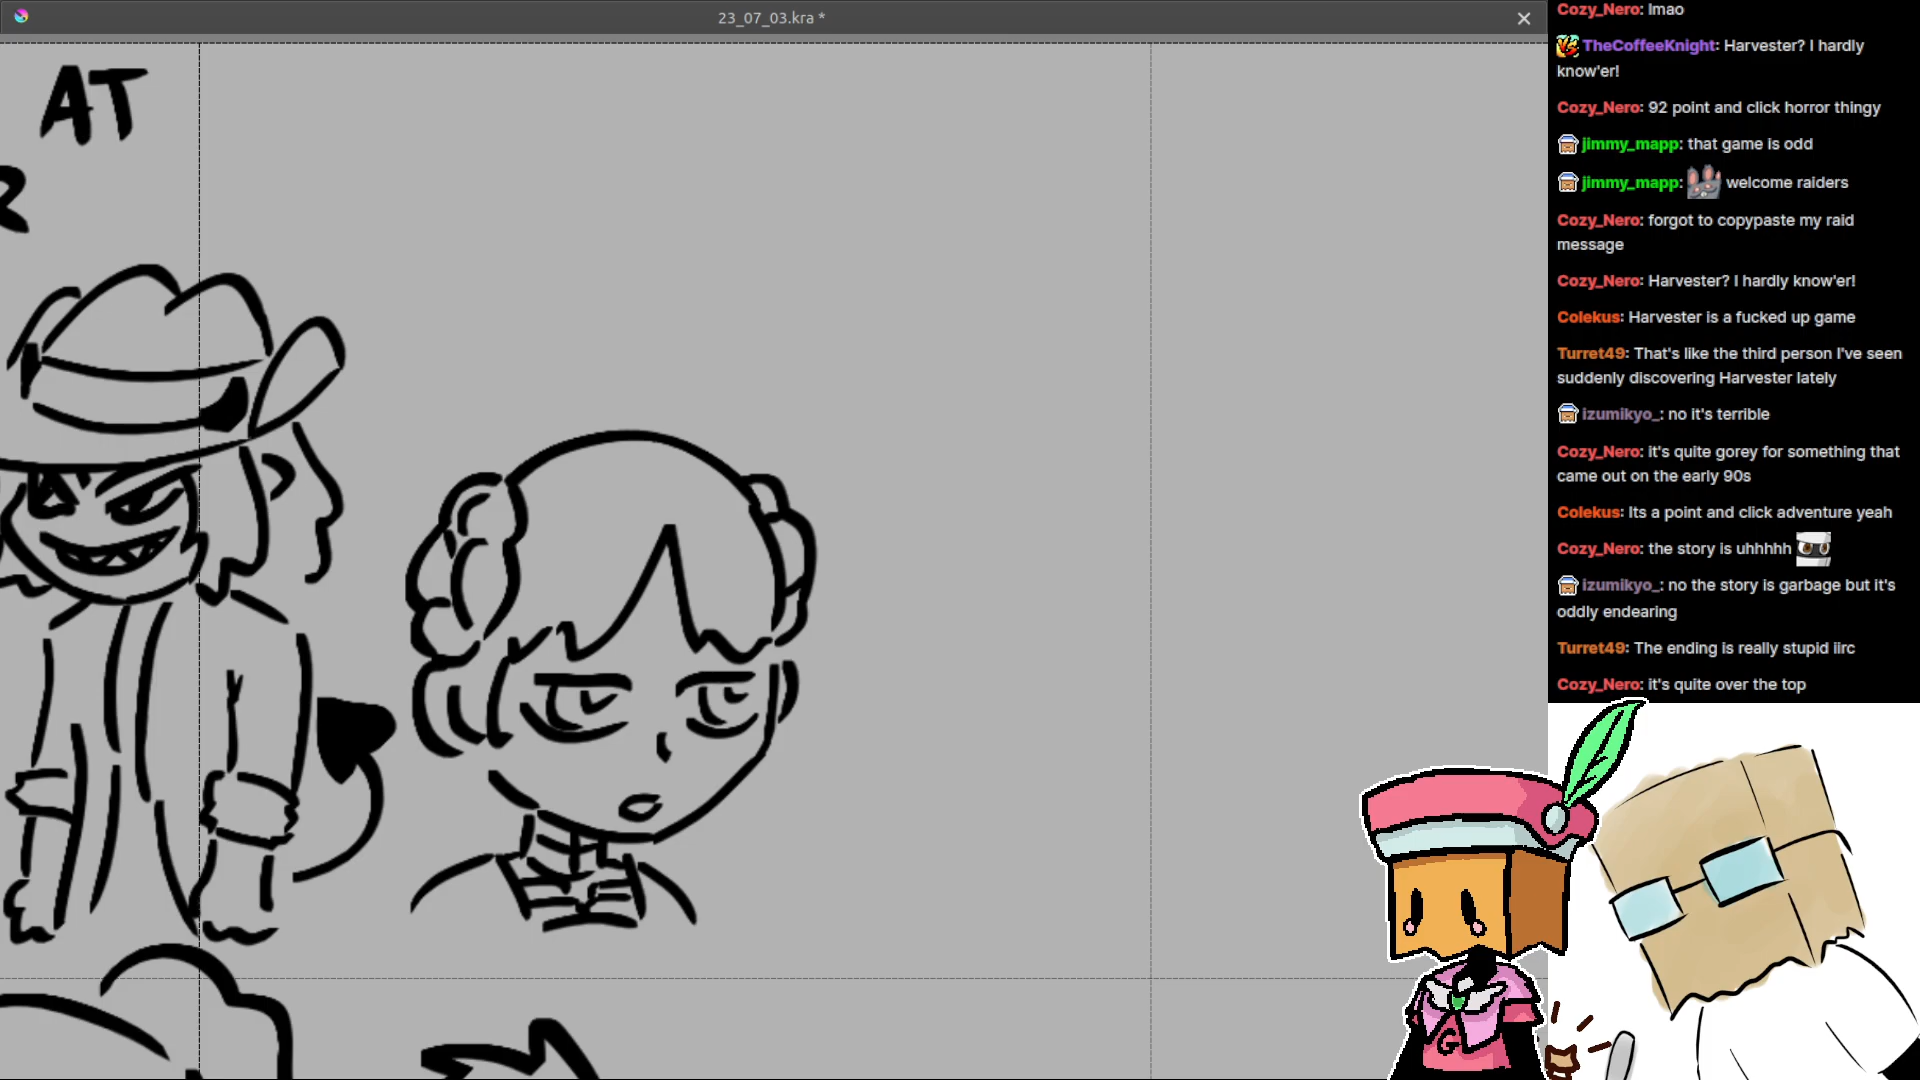 23_07_03.kra *
AT
R
Cozy_Nero: lmao
TheCoffeeKnight: Harvester? I hardly
know'er!
Cozy_Nero: 92 point and click horror thingy
jimmy_mapp: that game is odd
jimmy_mapp: welcome raiders
Cozy_Nero: forgot to copypaste my raid
message
Cozy_Nero: Harvester? I hardly know'er!
Colekus: Harvester is a fucked up game
Turret49: That's like the third person I've seen
suddenly discovering Harvester lately
izumikyo_: no it's terrible
Cozy_Nero: it's quite gorey for something that
came out on the early 90s
Colekus: Its a point and click adventure yeah
Cozy_Nero: the story is uhhhhh
izumikyo_: no the story is garbage but it's
oddly endearing
Turret49: The ending is really stupid iirc
Cozy_Nero: it's quite over the top
G